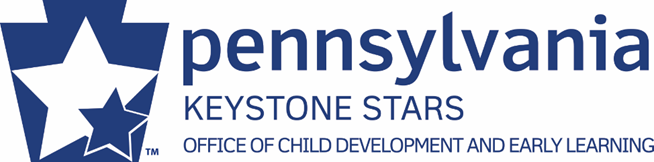 pennsylvania
KEYSTONE STARS
OFFICE OF CHILD DEVELOPMENT AND EARLY LEARNING
TM